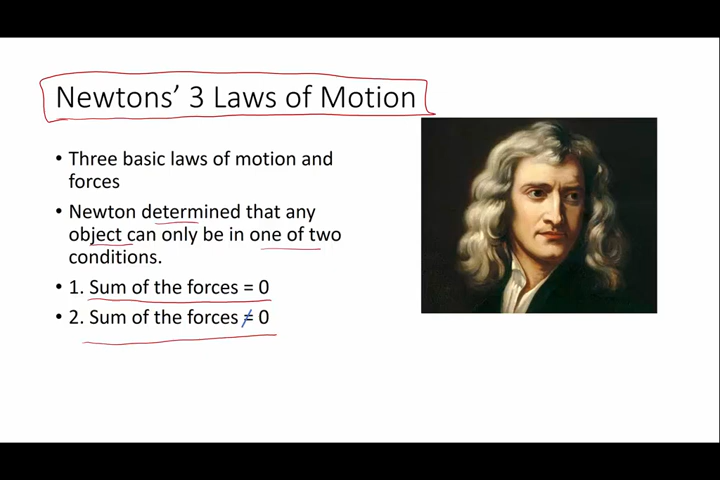 Newtons’ 3 Laws of Motion
• Three basic laws of motion and
forces
• Newton determined that any
object can only be in one of two
conditions.
• 1. Sum of the forces = 0
• 2. Sum of the forces ≠ 0